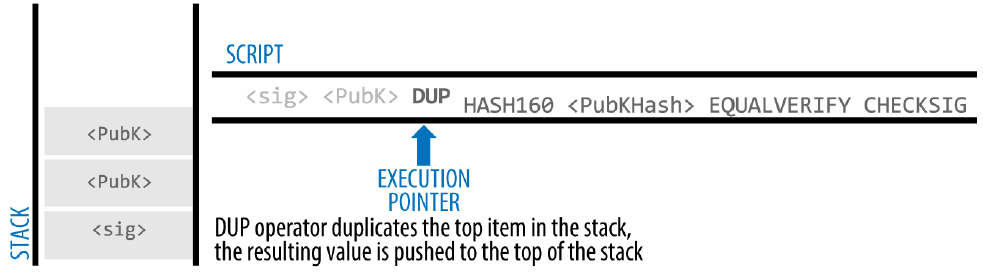 SCRIPT
<sig> <PubK> DUP HASH160 <PubKHash> EQUALVERIFY CHECKSIG
<PubK>
<PubK>
<sig>
STACK
EXECUTION
POINTER
DUP operator duplicates the top item in the stack,
the resulting value is pushed to the top of the stack